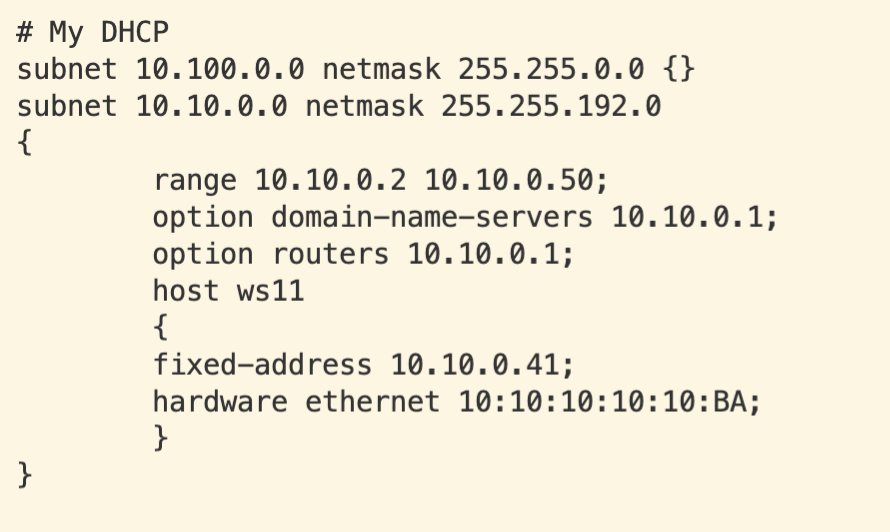 # My DHCP
subnet 10.100.0.0 netmask 255.255.0.0 {}
subnet 10.10.0.0 netmask 255.255.192.0
{
range 10.10.0.2 10.10.0.50;
option domain-name-servers 10.10.0.1;
option routers 10.10.0.1;
host ws11
{
fixed-address 10.10.0.41;
hardware ethernet 10:10:10:10:10:BA;
}
}